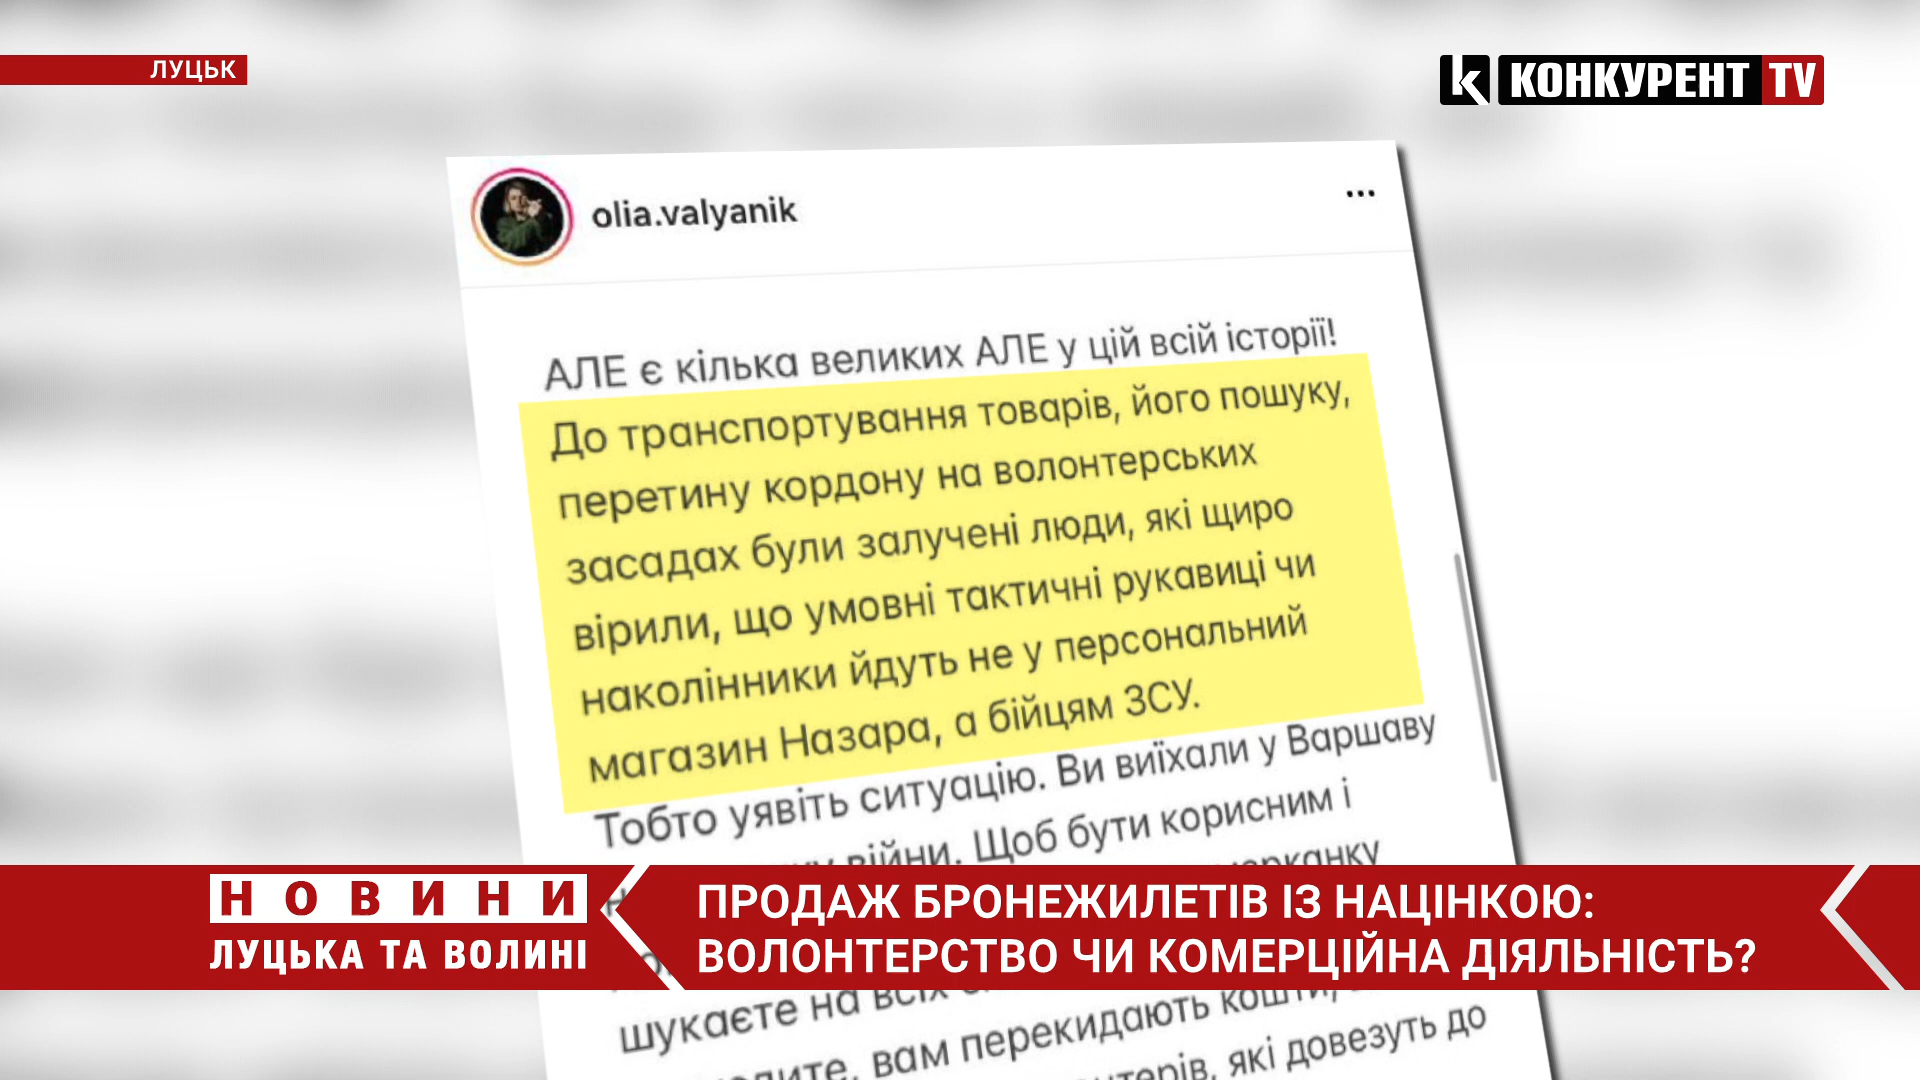 ЛУЦЬК
k КОНКУРЕНТ TV
olia.valyanik
АЛЕ є кілька великих АЛЕ у цій всій історії!
До транспортування товарів, його пошуку,
перетину кордону на волонтерських
засадах були залучені люди, які щиро
вірили, що умовні тактичні рукавиці чи
наколінники йдуть не у персональний
магазин Назара, а бійцям ЗСУ.
Тобто уявіть ситуацію. Ви виїхали у Варшаву
війни. Щоб бути корисним і
НОВИНИ
ЛУЦЬКА ТА ВОЛИНІ
ПРОДАЖ БРОНЕЖИЛЕТІВ ІЗ НАЦІНКОЮ:
ВОЛОНТЕРСТВО ЧИ КОМЕРЦІЙНА ДІЯЛЬНІСТЬ?
шукаєте на всіх
вам перекидають кошти,
які довезуть до